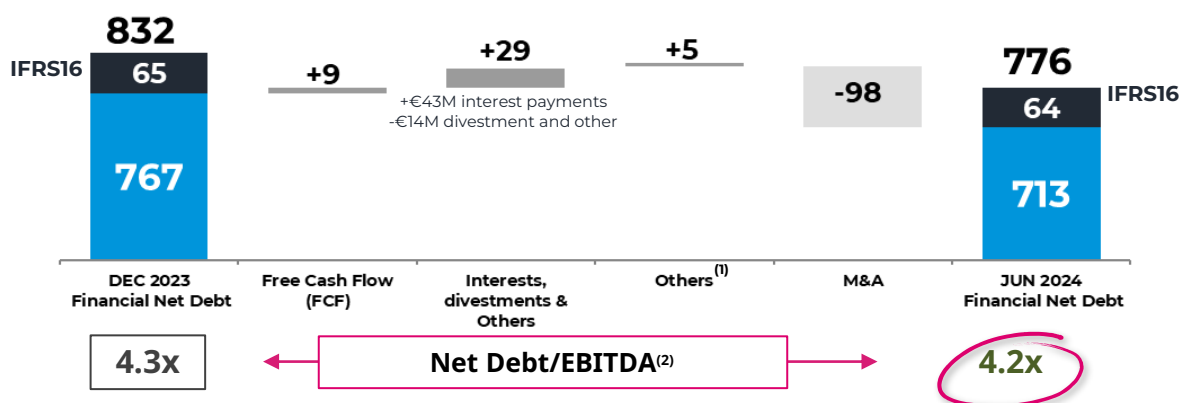 832
IFRS16
65
767
+9
+29
+€43M interest payments
-€14M divestment and other
+5
-98
776
IFRS16
64
713
DEC 2023
Financial Net Debt
Free Cash Flow
(FCF)
Interests,
divestments &
Others
Others(1)
M&A
JUN 2024
Financial Net Debt
4.3x
Net Debt/EBITDA(2)
4.2x